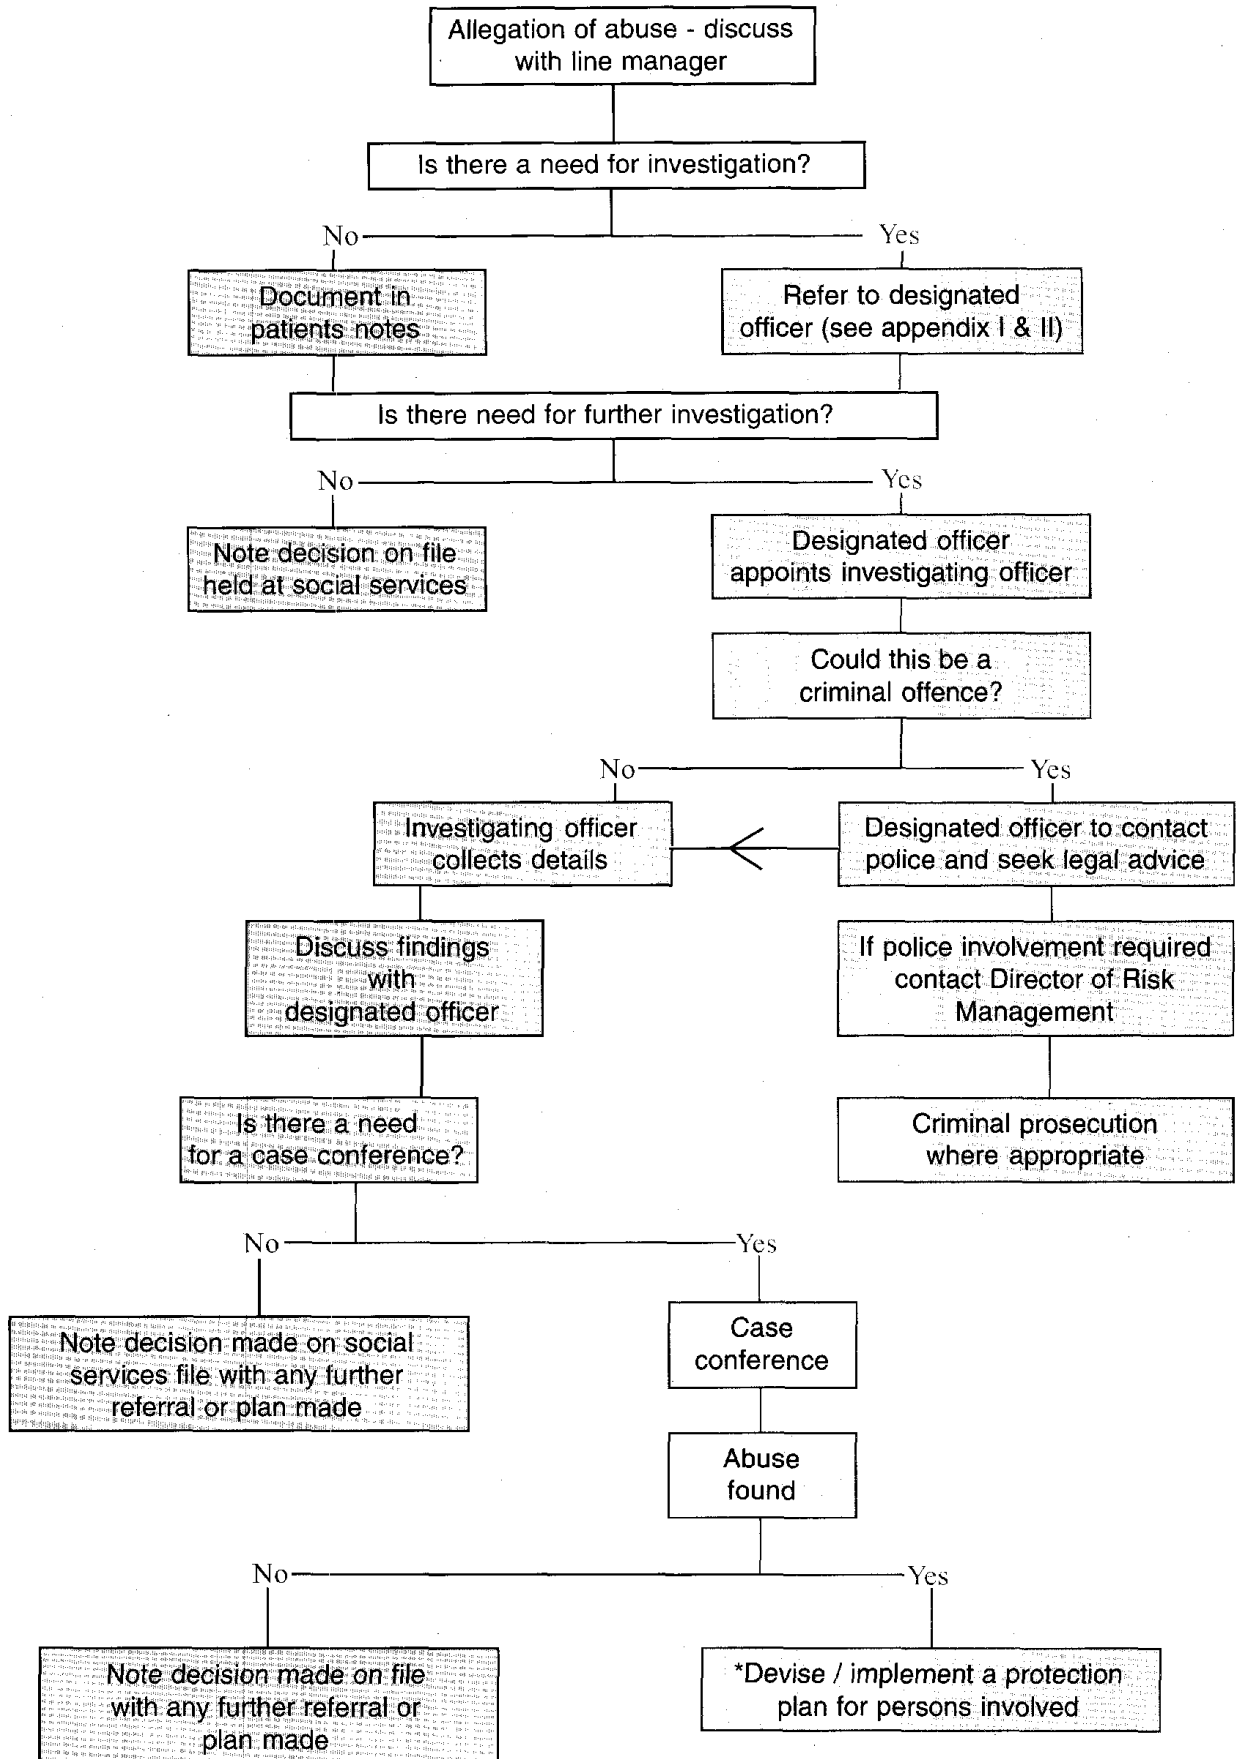 Allegation of abuse - discuss
with line manager
Is there a need for investigation?
No
Yes
Document in
patients notes
Refer to designated
officer (see appendix I & II)
Is there need for further investigation?
No
Yes
Note decision on file
held at social services
Designated officer
appoints investigating officer
Could this be a
criminal offence?
No
Yes
Investigating officer
collects details
Designated officer to contact
police and seek legal advice
Discuss findings
with
designated officer
If police involvement required
contact Director of Risk
Management
Is there a need
for a case conference?
Criminal prosecution
where appropriate
No
Yes
Note decision made on social
services file with any further
referral or plan made
Case
conference
Abuse
found
No
Yes
Note decision made on file
with any further referral or
plan made
*Devise / implement a protection
plan for persons involved